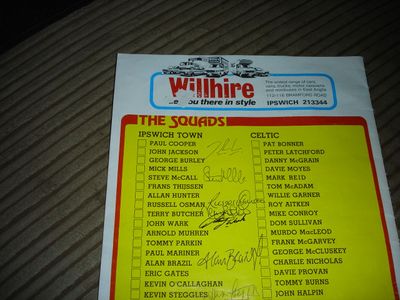 Willhire
you there in style
The widest range of cars,
vans, trucks, motor caravans
and minibuses in East Anglia
112-116 BRAMFORD ROAD
IPSWICH 213344
THE SQUADS
IPSWICH TOWN
PAUL COOPER
JOHN JACKSON
GEORGE BURLEY
MICK MILLS
STEVE McCALL
FRANS THIJSSEN
ALLAN HUNTER
RUSSELL OSMAN
TERRY BUTCHER
JOHN WARK
ARNOLD MUHREN
TOMMY PARKIN
PAUL MARINER
ALAN BRAZIL
ERIC GATES
KEVIN O'CALLAGHAN
KEVIN STEGGLES
CELTIC
PAT BONNER
PETER LATCHFORD
DANNY McGRAIN
DAVIE MOYES
MARK REID
TOM McADAM
WILLIE GARNER
ROY AITKEN
MIKE CONROY
DOM SULLIVAN
MURDO MacLEOD
FRANK McGARVEY
GEORGE McCLUSKEY
CHARLIE NICHOLAS
DAVIE PROVAN
TOMMY BURNS
JOHN HALPIN